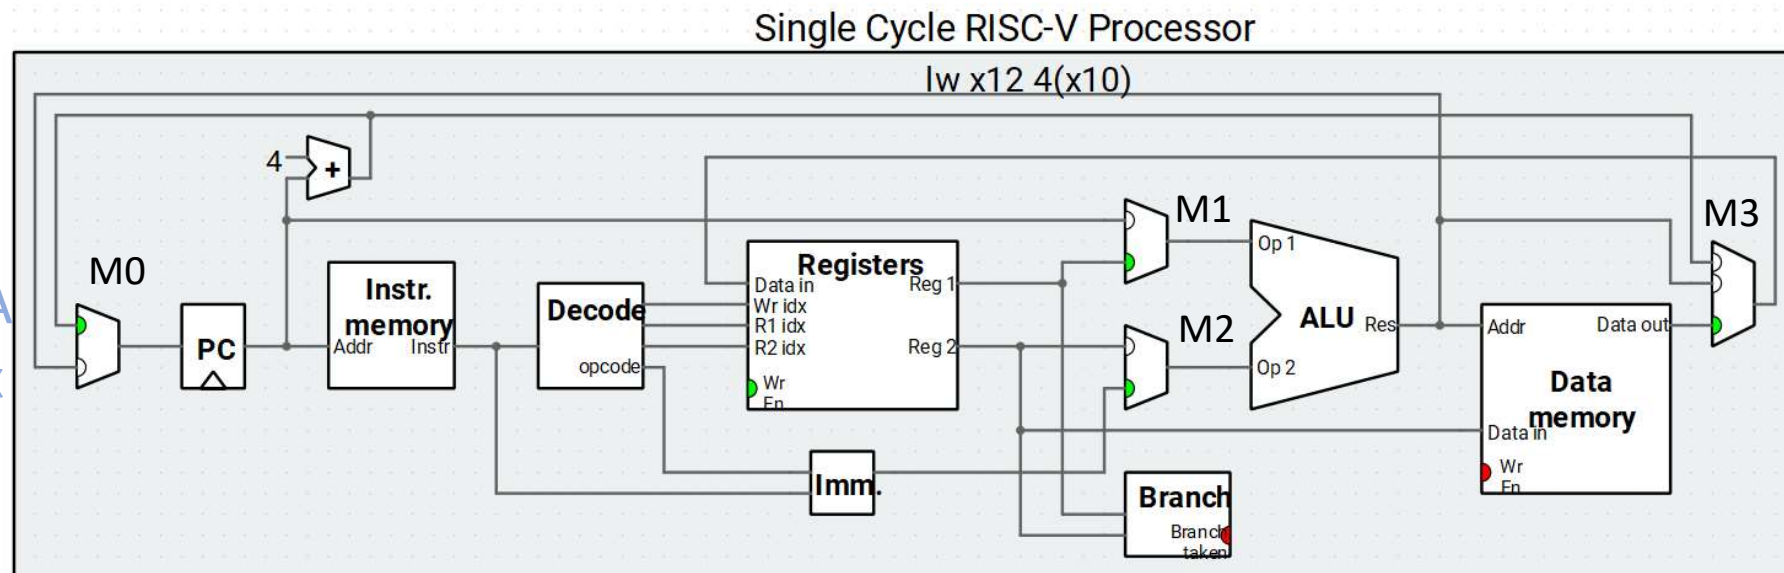 Single Cycle RISC-V Processor
lw x12 4(x10)
4
+
M0
PC
Instr.
memory
Addr
Instr
Decode
opcode
Registers
Data in
Wr idx
R1 idx
R2 idx
Reg 1
Reg 2
Wr
En
Imm.
M1
M2
Op 1
Op 2
ALU
Res
Branch
Branch
taken
Addr
Data out
Data
memory
Data in
Wr
En
M3